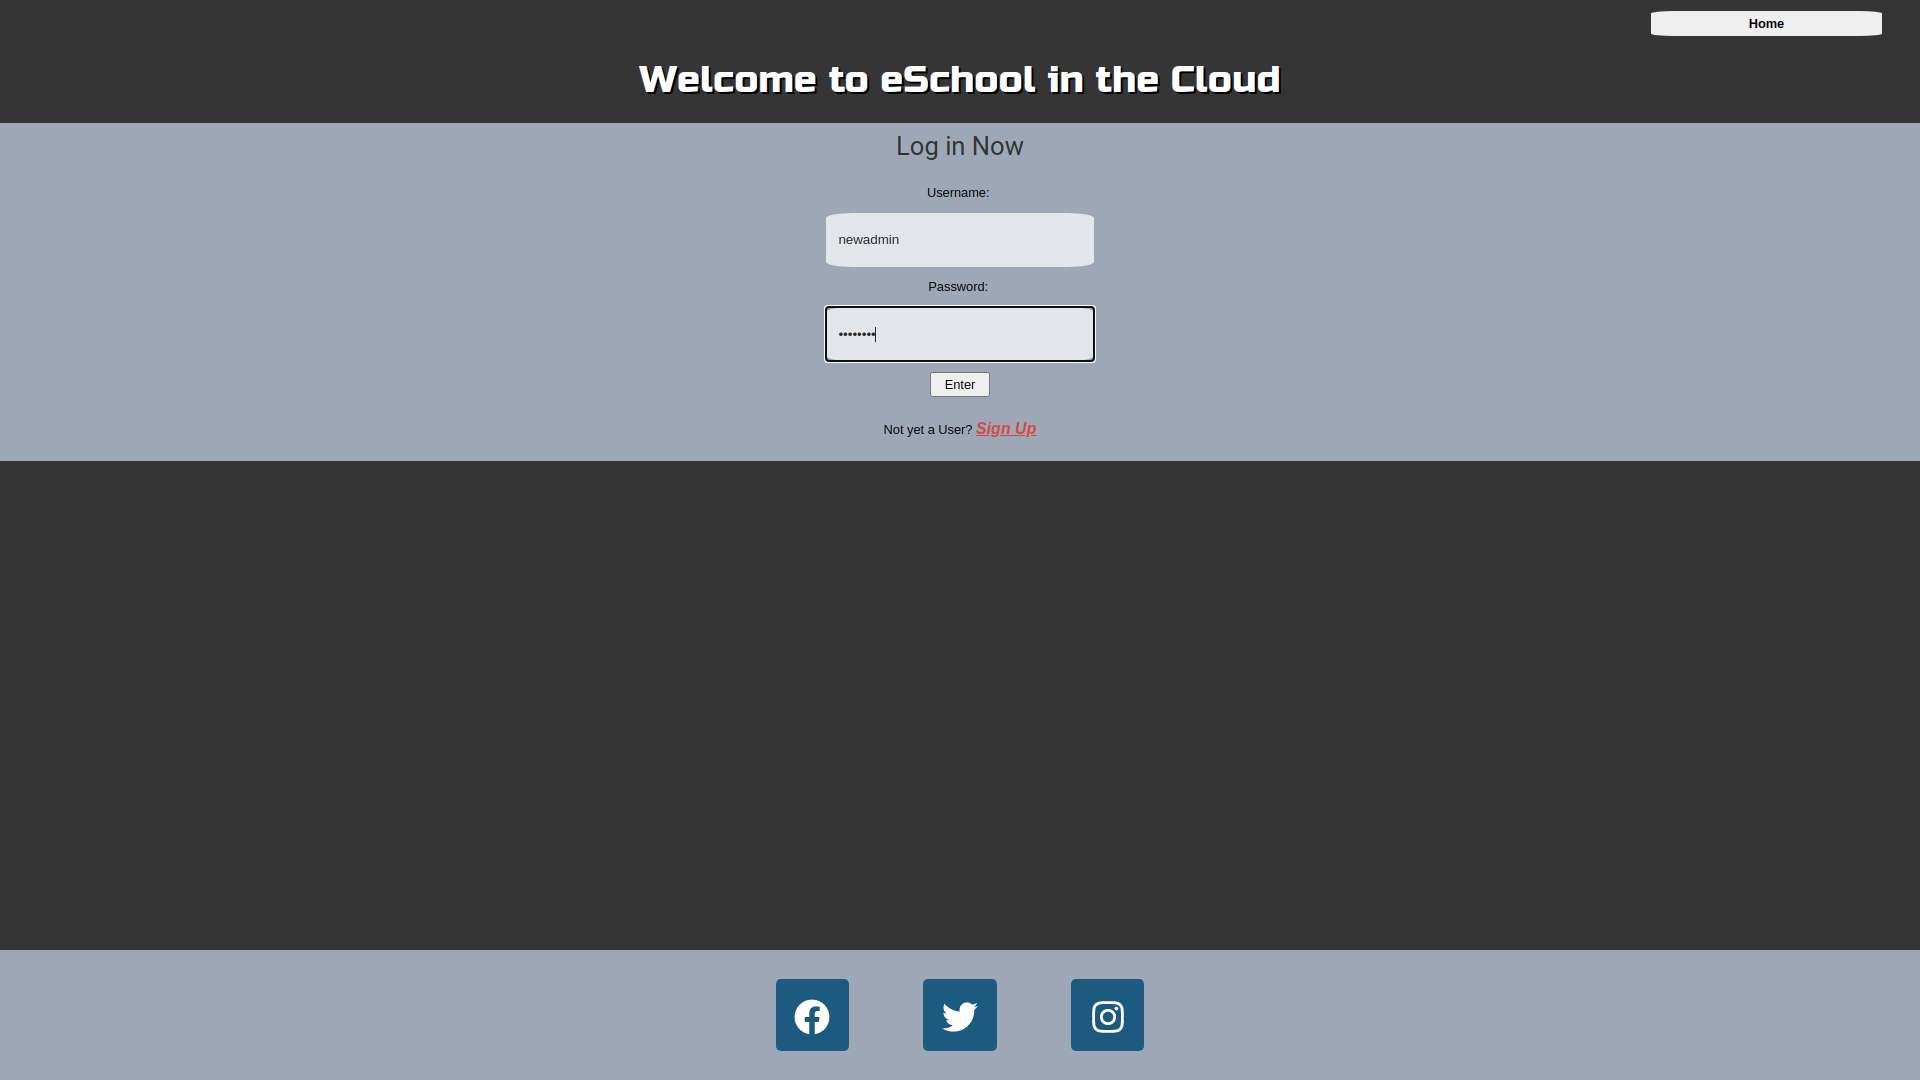 Home
Welcome to eSchool in the Cloud
Log in Now
Username:
newadmin
Password:
••••••••
Enter
Not yet a User? Sign Up